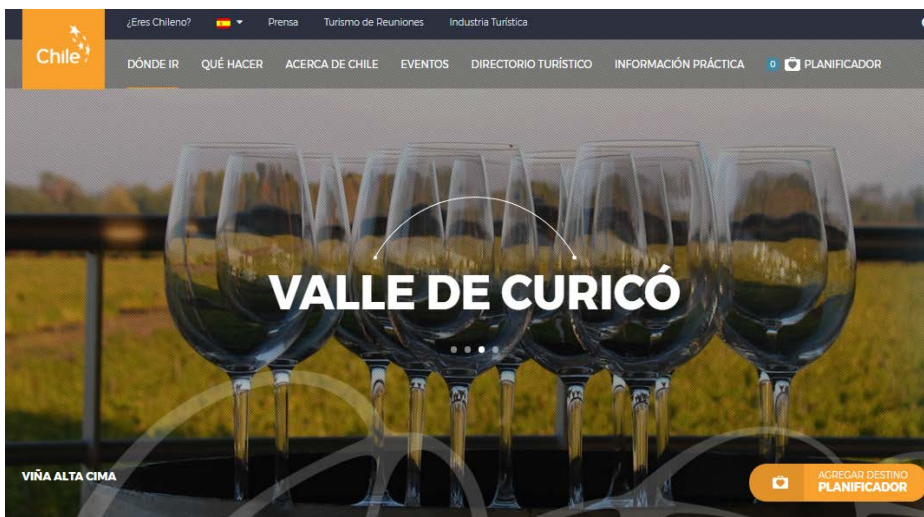 ¿Eres Chileno? Prensa Turismo de Reuniones Industria Turística
Chile
DÓNDE IR QUÉ HACER ACERCA DE CHILE EVENTOS DIRECTORIO TURÍSTICO INFORMACIÓN PRÁCTICA 0 PLANIFICADOR
VALLE DE CURICÓ
VIÑA ALTA CIMA
AGREGAR DESTINO
PLANIFICADOR